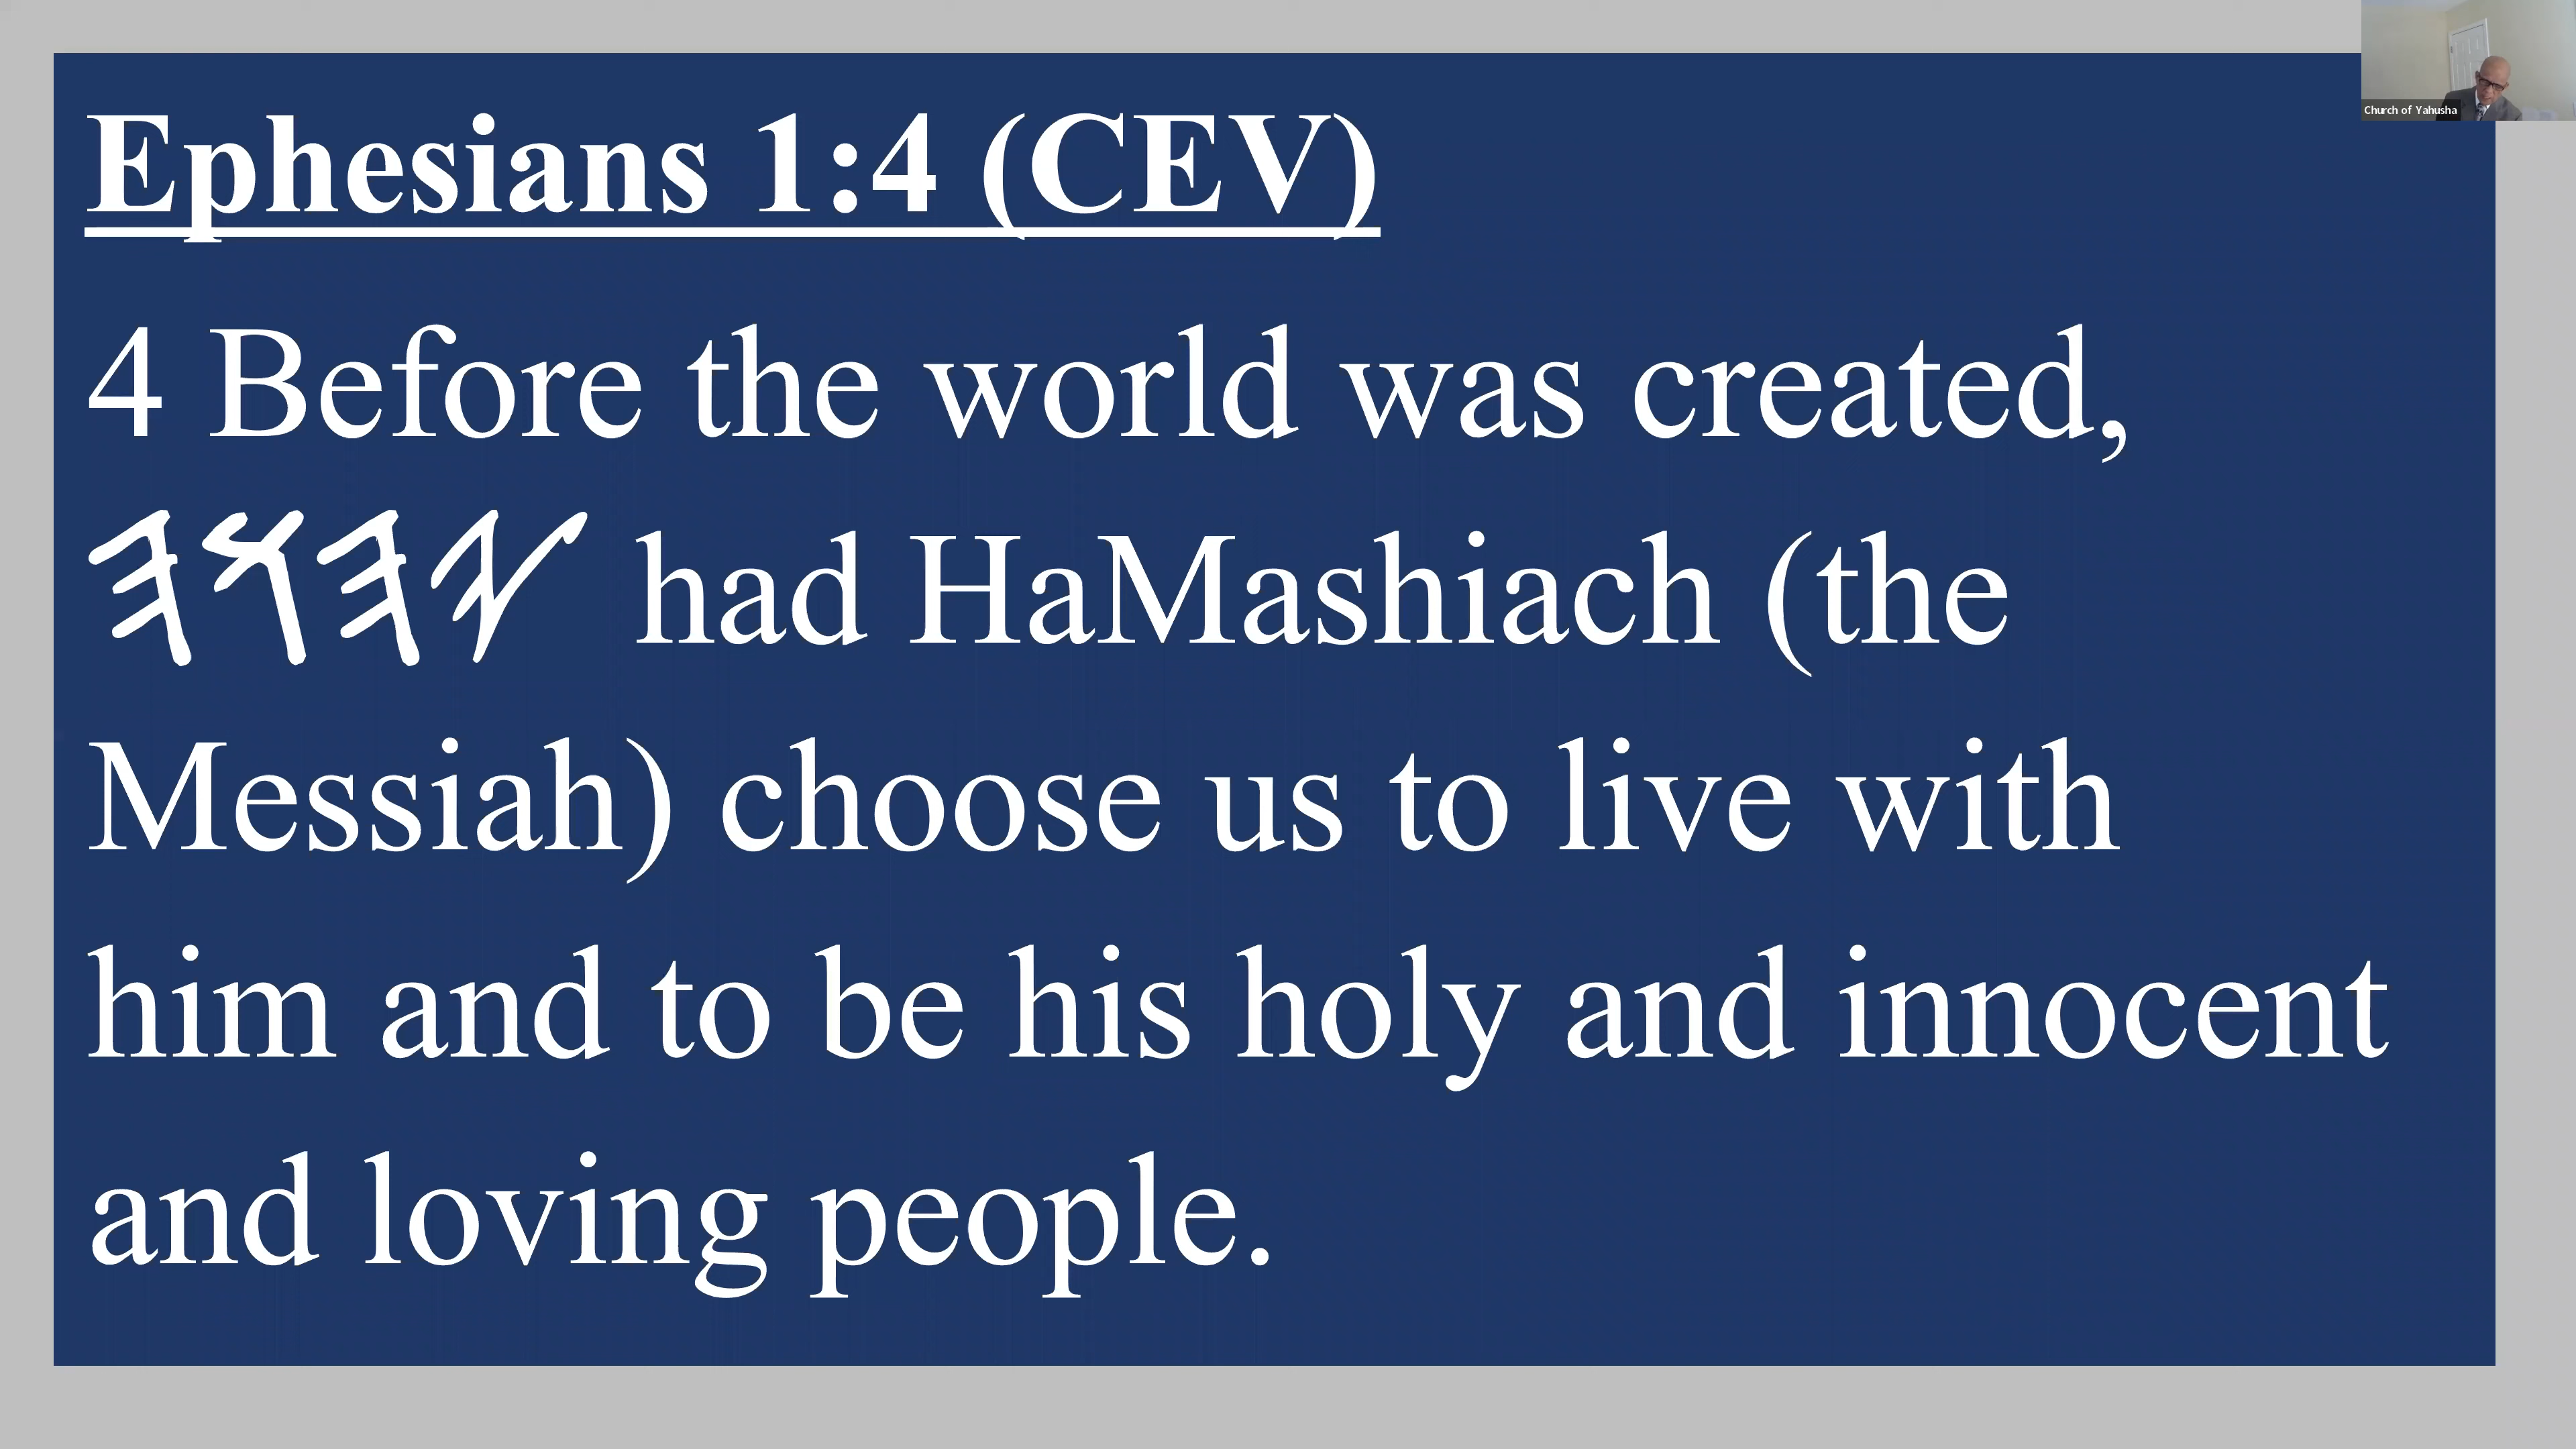 Ephesians 1:4 (CEV)
4 Before the world was created,
𐤉𐤄𐤅𐤄 had HaMashiach (the
Messiah) choose us to live with
him and to be his holy and innocent
and loving people.
Church of Yahusha